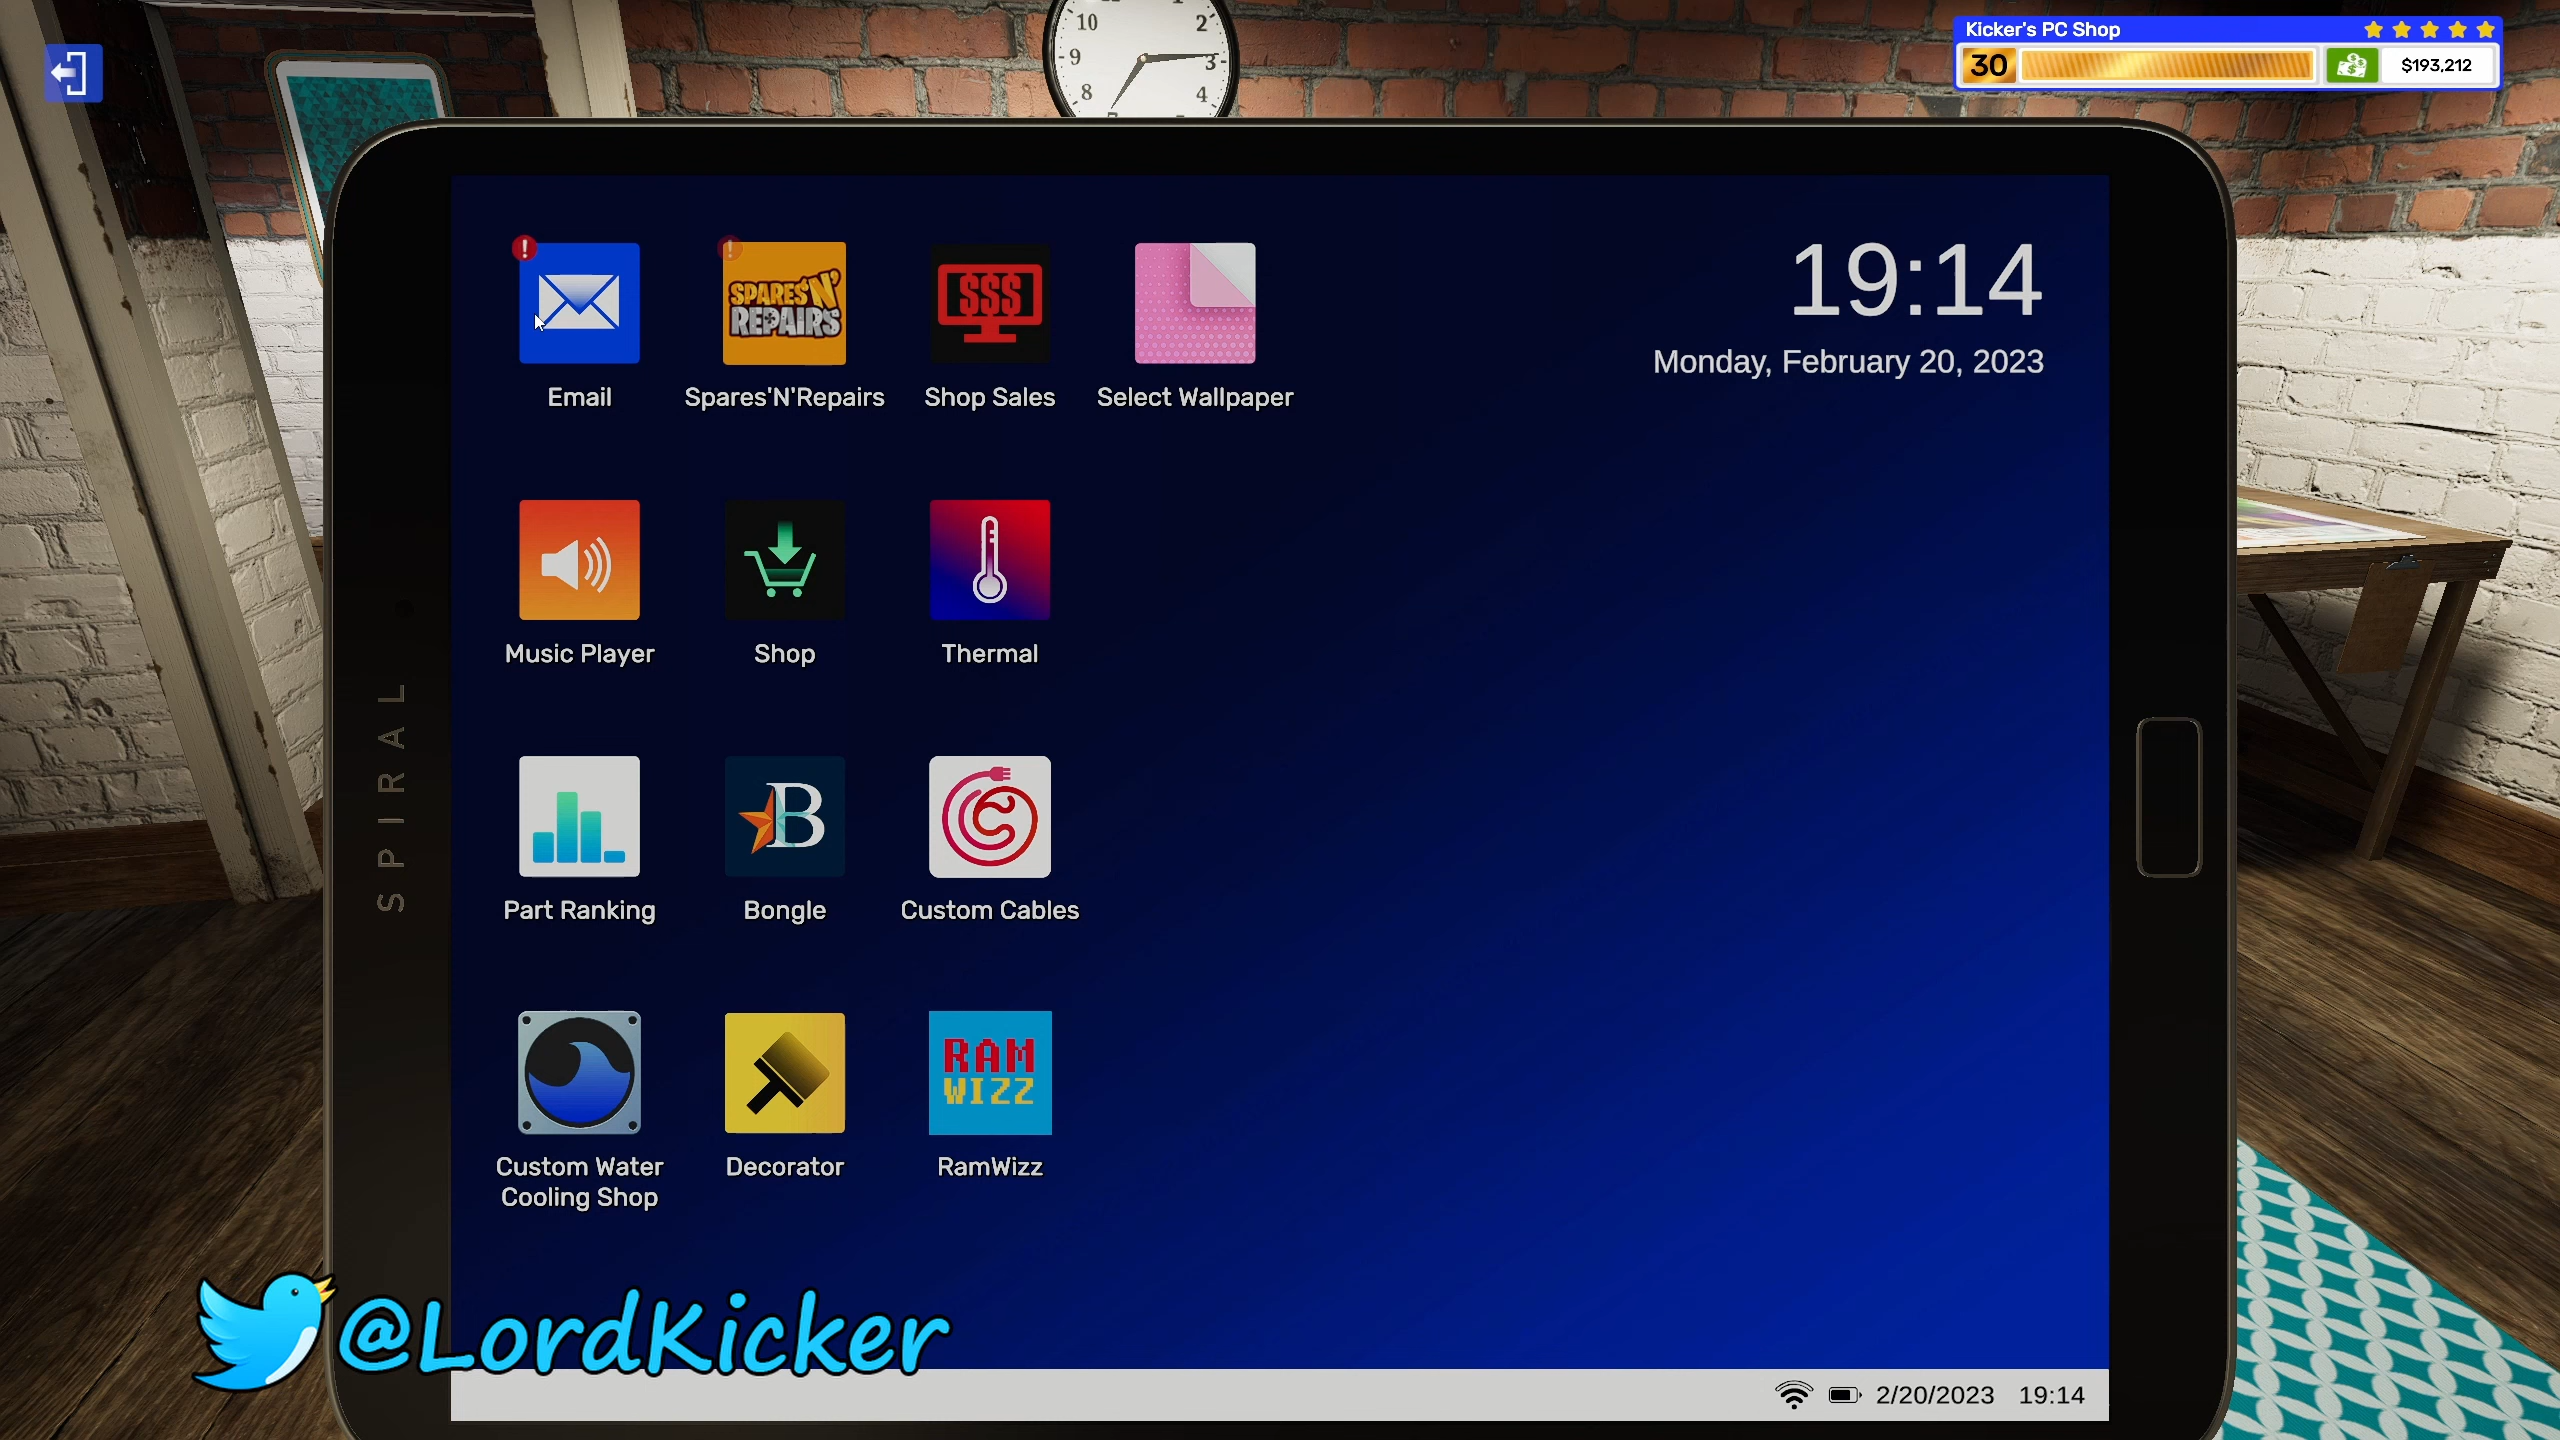 10
2
9
3
8
4
Kicker's PC Shop
30
$193,212
19:14
Monday, February 20, 2023
SPARES'N'
REPAIRS
$$$
Email
Spares'N'Repairs
Shop Sales
Select Wallpaper
Music Player
Shop
Thermal
SPIRAL
B
Part Ranking
Bongle
Custom Cables
RAM
WIZZ
Custom Water
Cooling Shop
Decorator
RamWizz
@LordKicker
2/20/2023 19:14